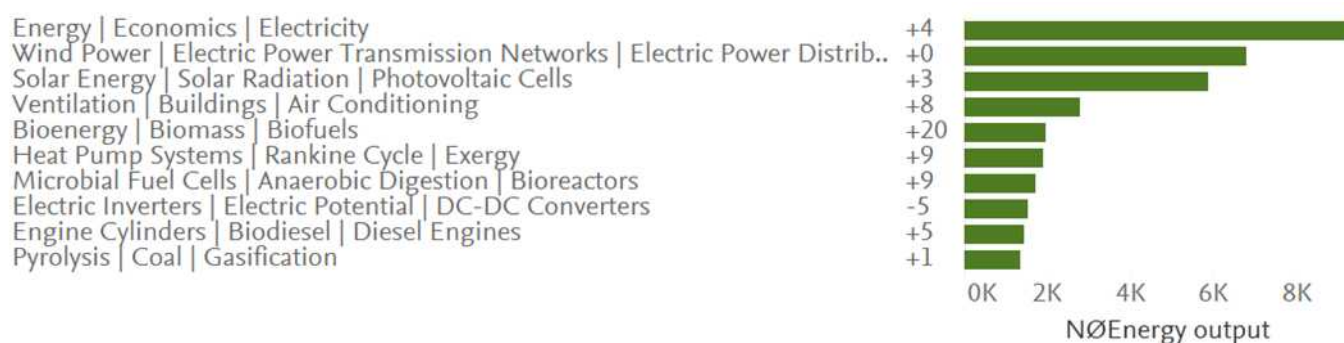 Energy | Economics | Electricity +4
Wind Power | Electric Power Transmission Networks | Electric Power Distrib.. +0
Solar Energy | Solar Radiation | Photovoltaic Cells +3
Ventilation | Buildings | Air Conditioning +8
Bioenergy | Biomass | Biofuels +20
Heat Pump Systems | Rankine Cycle | Exergy +9
Microbial Fuel Cells | Anaerobic Digestion | Bioreactors +9
Electric Inverters | Electric Potential | DC-DC Converters -5
Engine Cylinders | Biodiesel | Diesel Engines +5
Pyrolysis | Coal | Gasification +1
0K 2K 4K 6K 8K
NØEnergy output